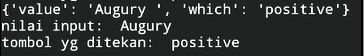 {'value': 'Augury ', 'which': 'positive'}
nilai input:  Augury
tombol yg ditekan:  positive